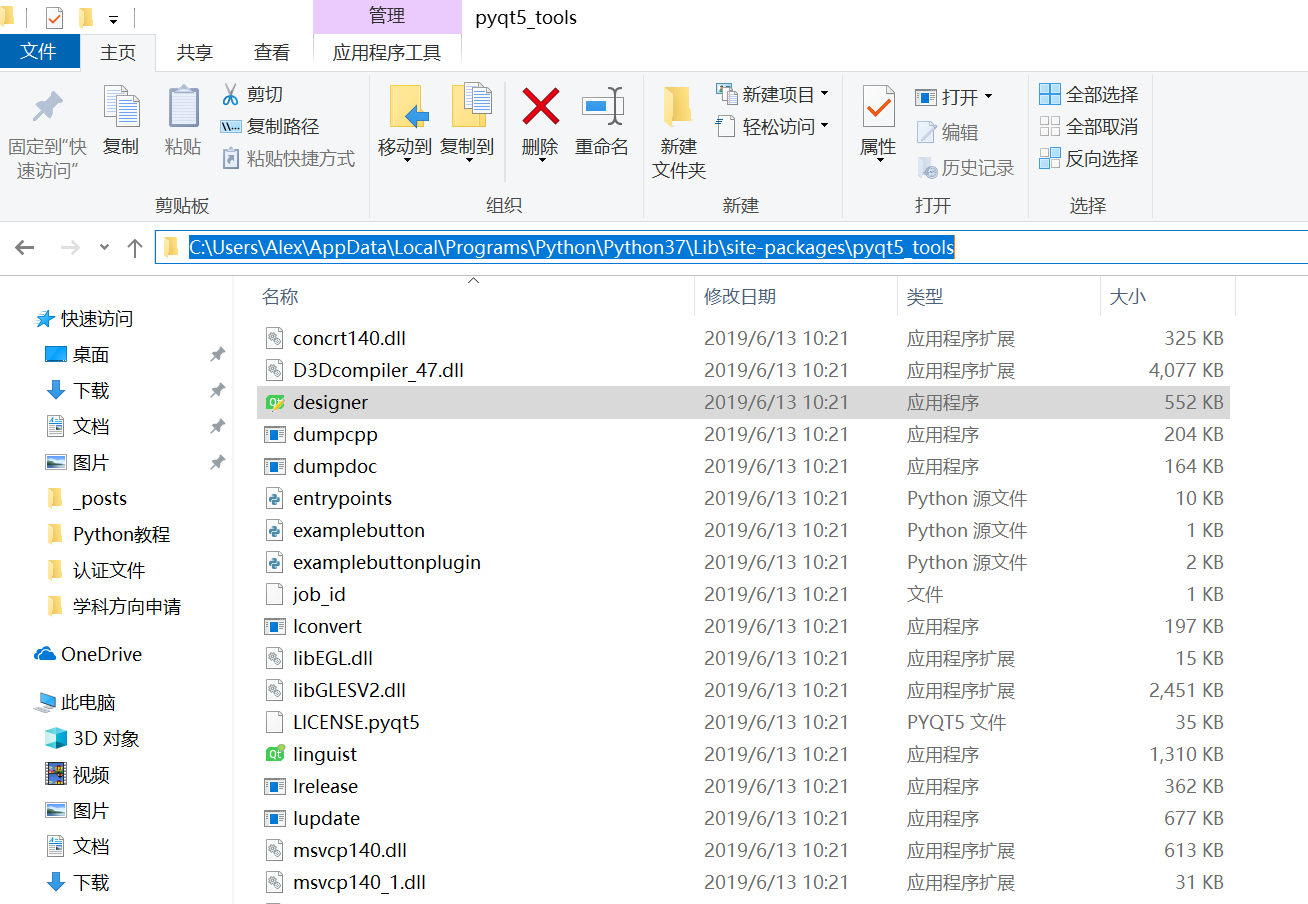 管理
pyqt5_tools
文件
主页
共享
查看
应用程序工具
固定到“快
速访问”
复制
粘贴
剪切
复制路径
粘贴快捷方式
移动到
复制到
删除
重命名
新建
文件夹
新建项目
轻松访问
属性
打开
编辑
历史记录
全部选择
全部取消
反向选择
剪贴板
组织
新建
打开
选择
C:\Users\Alex\AppData\Local\Programs\Python\Python37\Lib\site-packages\pyqt5_tools
快速访问
桌面
下载
文档
图片
_posts
Python教程
认证文件
学科方向申请
OneDrive
此电脑
3D 对象
视频
图片
文档
下载
名称 修改日期 类型 大小
concrt140.dll 2019/6/13 10:21 应用程序扩展 325 KB
D3Dcompiler_47.dll 2019/6/13 10:21 应用程序扩展 4,077 KB
designer 2019/6/13 10:21 应用程序 552 KB
dumpcpp 2019/6/13 10:21 应用程序 204 KB
dumpdoc 2019/6/13 10:21 应用程序 164 KB
entrypoints 2019/6/13 10:21 Python 源文件 10 KB
examplebutton 2019/6/13 10:21 Python 源文件 1 KB
examplebuttonplugin 2019/6/13 10:21 Python 源文件 2 KB
job_id 2019/6/13 10:21 文件 1 KB
lconvert 2019/6/13 10:21 应用程序 197 KB
libEGL.dll 2019/6/13 10:21 应用程序扩展 15 KB
libGLESV2.dll 2019/6/13 10:21 应用程序扩展 2,451 KB
LICENSE.pyqt5 2019/6/13 10:21 PYQT5 文件 35 KB
linguist 2019/6/13 10:21 应用程序 1,310 KB
lrelease 2019/6/13 10:21 应用程序 362 KB
lupdate 2019/6/13 10:21 应用程序 677 KB
msvcp140.dll 2019/6/13 10:21 应用程序扩展 613 KB
msvcp140_1.dll 2019/6/13 10:21 应用程序扩展 31 KB